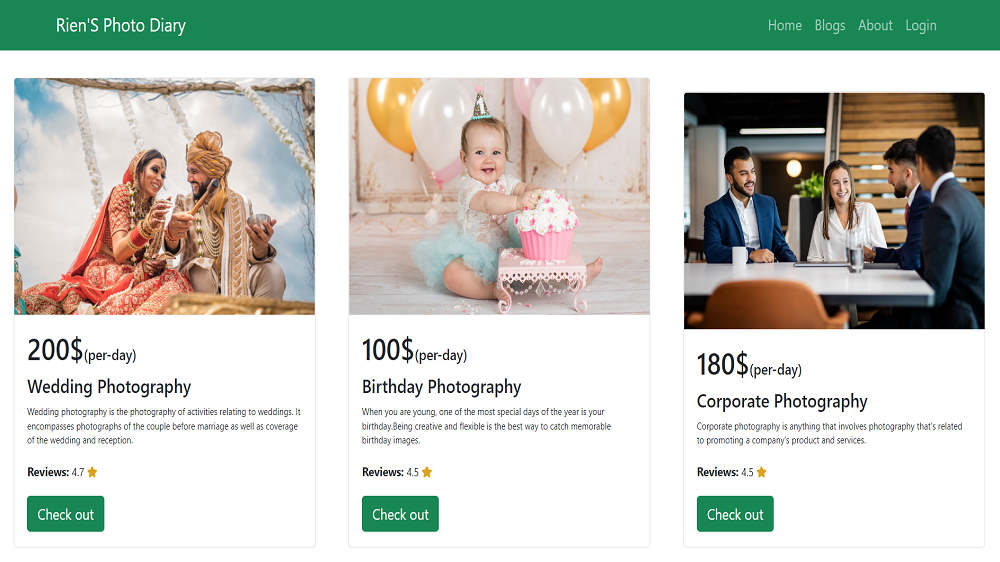 Rien'S Photo Diary
Home Blogs About Login
200$(per-day)
Wedding Photography
Wedding photography is the photography of activities relating to weddings. It
encompasses photographs of the couple before marriage as well as coverage
of the wedding and reception.
Reviews: 4.7
Check out
100$(per-day)
Birthday Photography
When you are young, one of the most special days of the year is your
birthday.Being creative and flexible is the best way to catch memorable
birthday images.
Reviews: 4.5
Check out
180$(per-day)
Corporate Photography
Corporate photography is anything that involves photography that's related
to promoting a company's product and services.
Reviews: 4.5
Check out